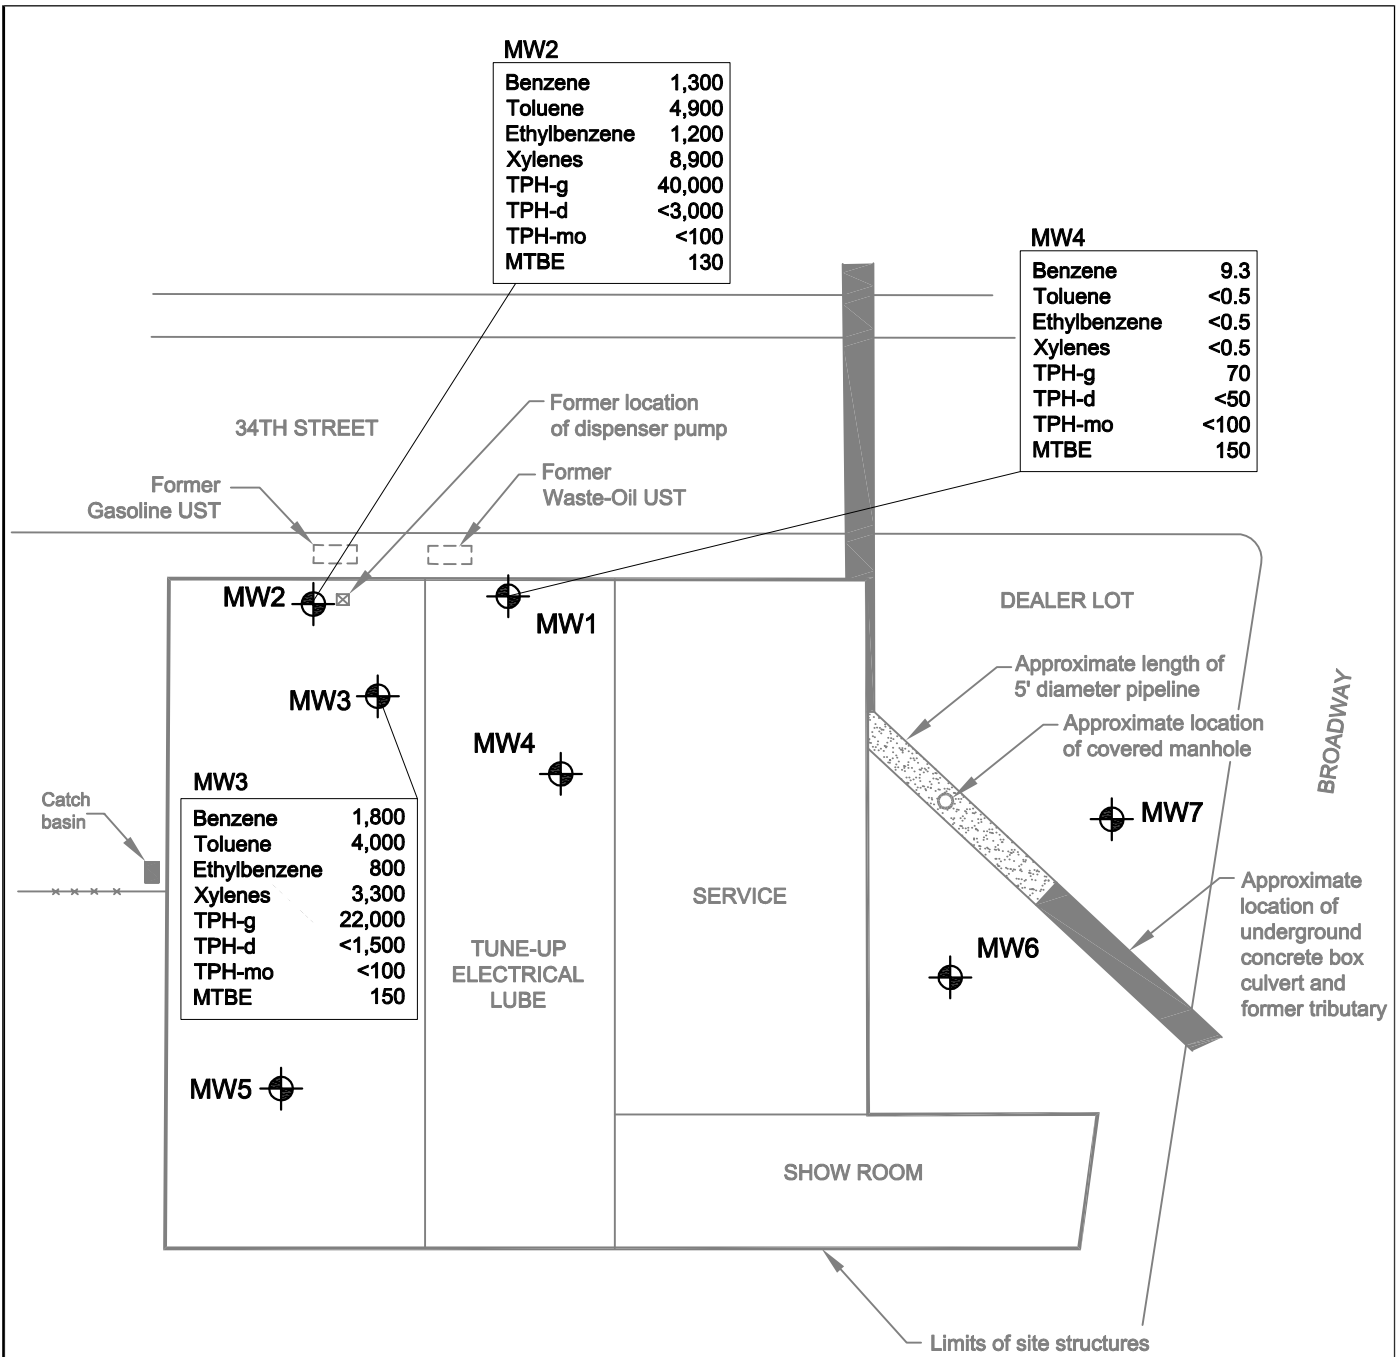 MW2
Benzene 1,300
Toluene 4,900
Ethylbenzene 1,200
Xylenes 8,900
TPH-g 40,000
TPH-d <3,000
TPH-mo <100
MTBE 130
MW4
Benzene 9.3
Toluene <0.5
Ethylbenzene <0.5
Xylenes <0.5
TPH-g 70
TPH-d <50
TPH-mo <100
MTBE 150
34TH STREET
Former location
of dispenser pump
Former
Gasoline UST
Former
Waste-Oil UST
MW2
MW1
DEALER LOT
MW3
Approximate length of
5' diameter pipeline
Approximate location
of covered manhole
BROADWAY
MW4
MW3
Benzene 1,800
Toluene 4,000
Ethylbenzene 800
Xylenes 3,300
TPH-g 22,000
TPH-d <1,500
TPH-mo <100
MTBE 150
Catch
basin
MW7
SERVICE
Approximate
location of
underground
concrete box
culvert and
former tributary
TUNE-UP
ELECTRICAL
LUBE
MW6
MW5
SHOW ROOM
Limits of site structures